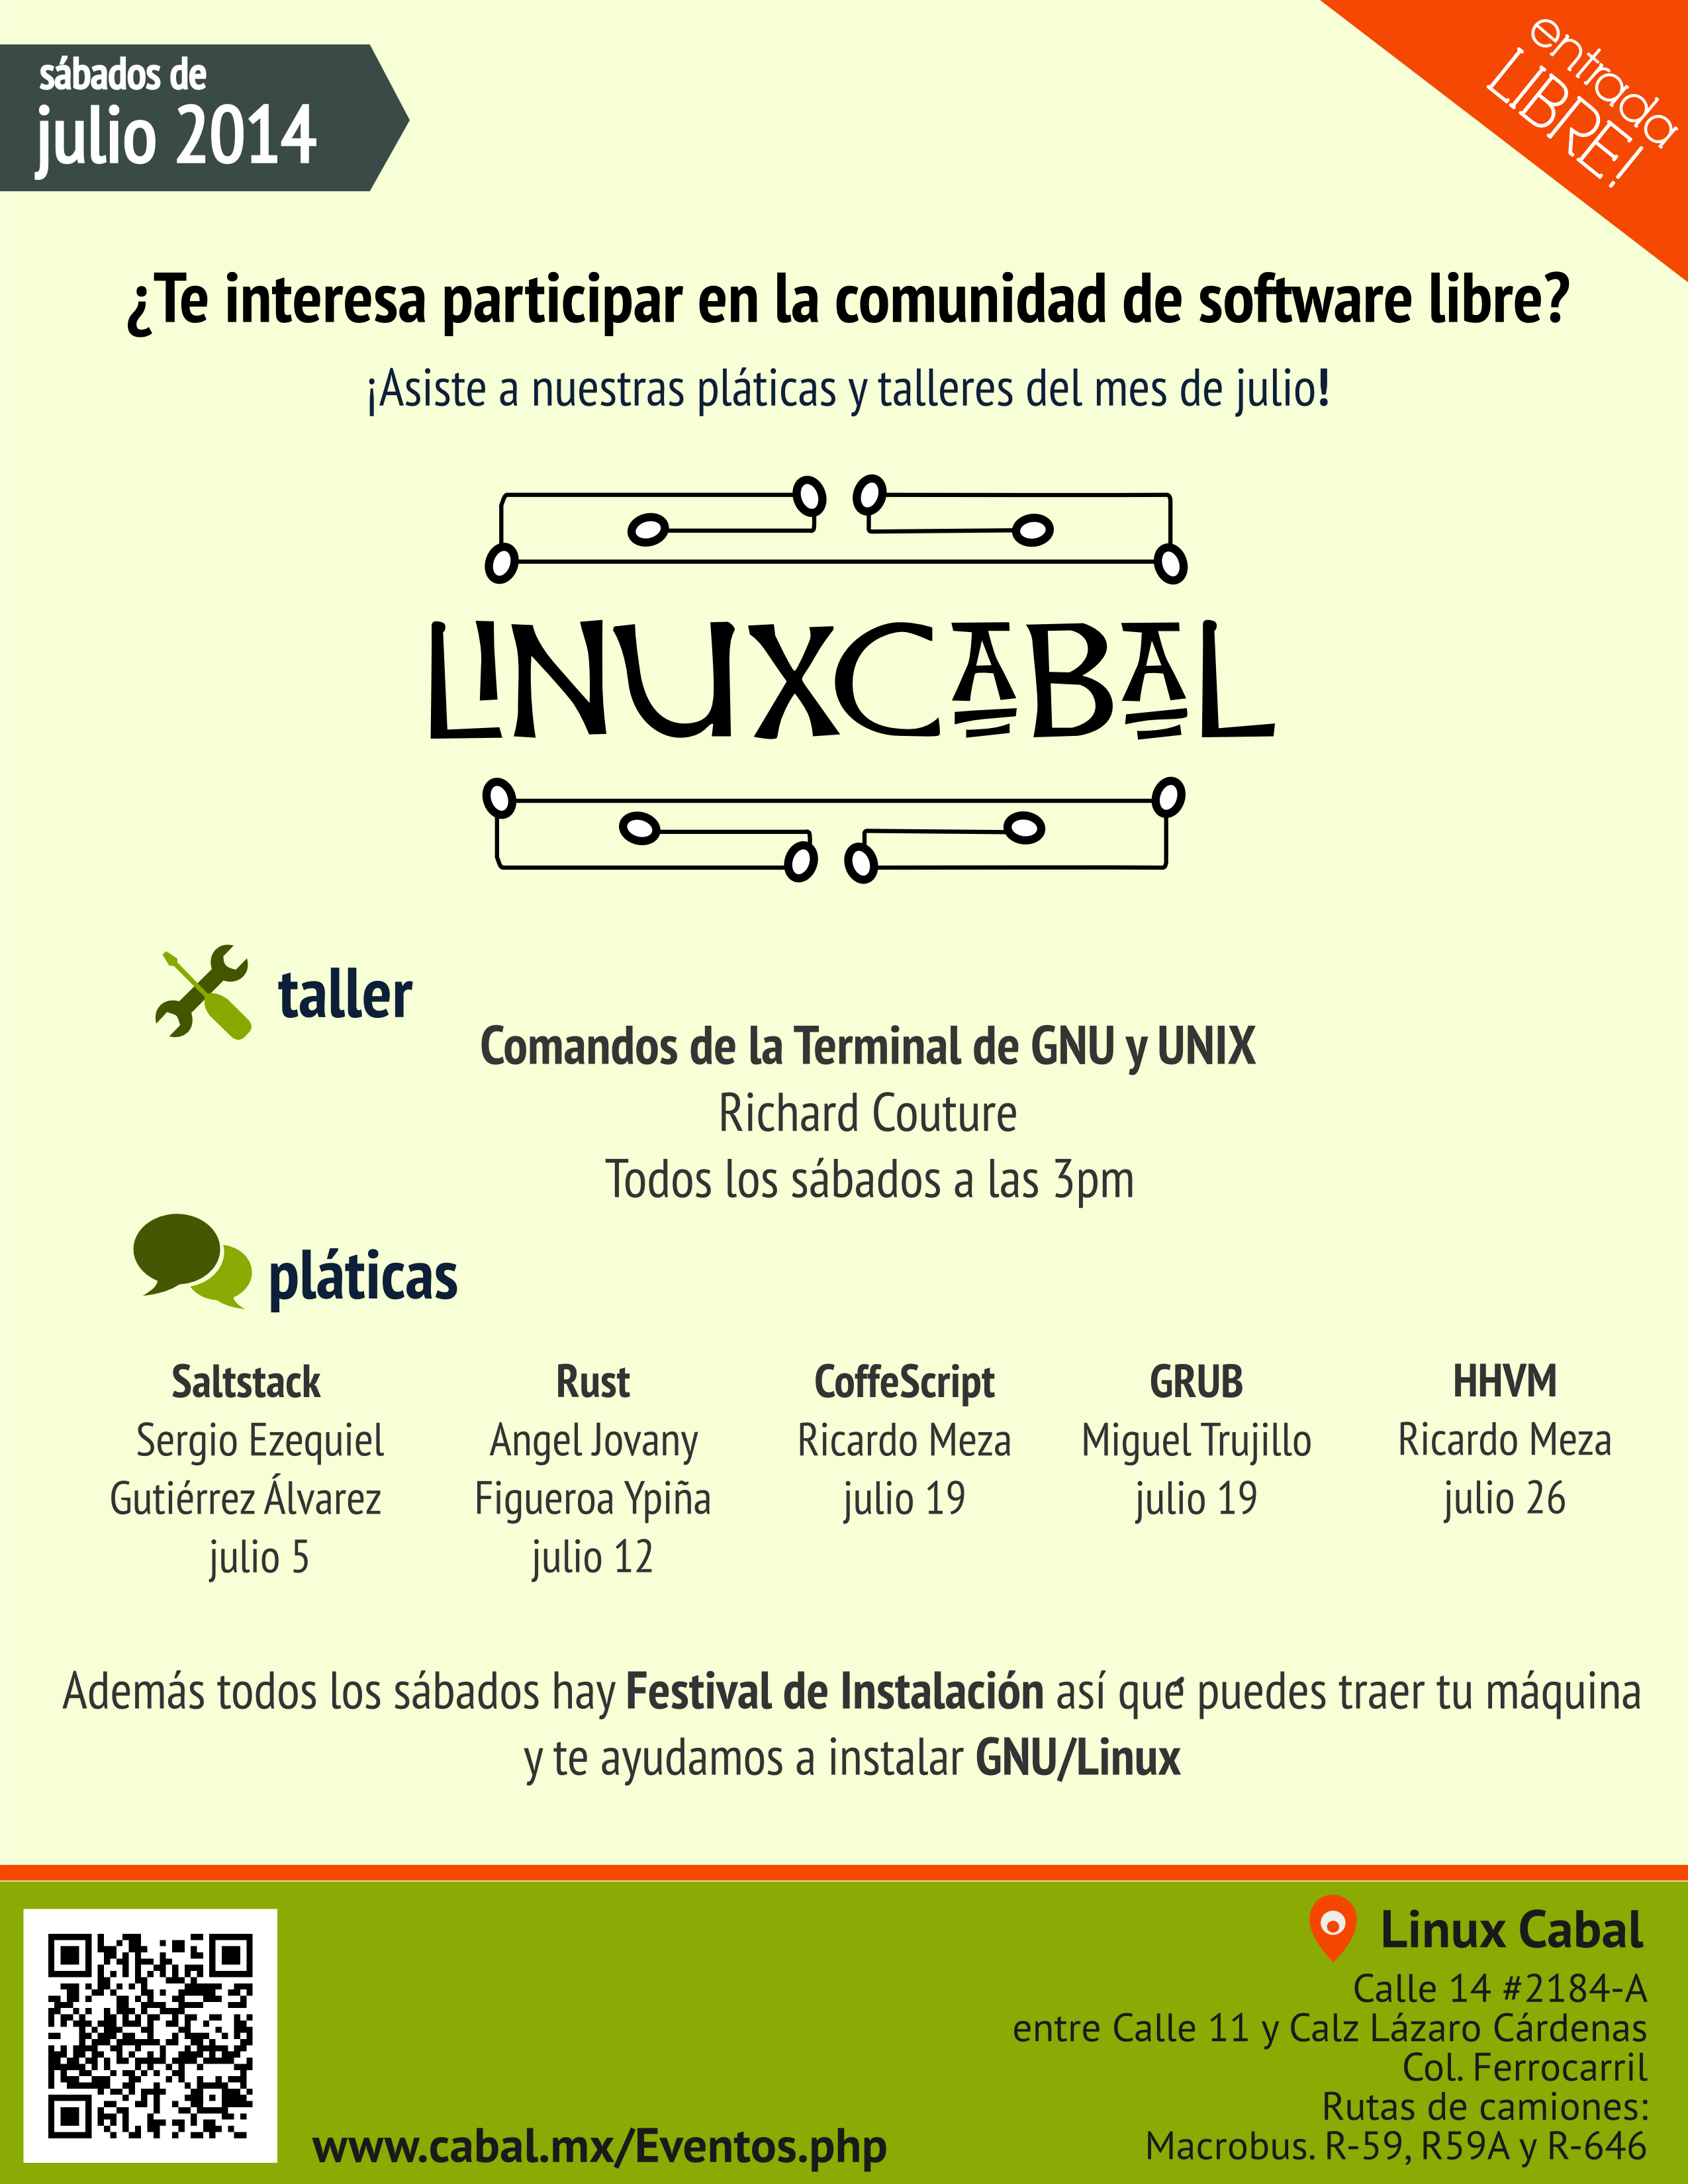 sábados de
julio 2014
entrada
LIBRE!
¿Te interesa participar en la comunidad de software libre?
¡Asiste a nuestras pláticas y talleres del mes de julio!
LINUXCABAL
taller
Comandos de la Terminal de GNU y UNIX
Richard Couture
Todos los sábados a las 3pm
pláticas
Saltstack
Sergio Ezequiel
Gutiérrez Álvarez
julio 5
Rust
Angel Jovany
Figueroa Ypiña
julio 12
CoffeScript
Ricardo Meza
julio 19
GRUB
Miguel Trujillo
julio 19
HHVM
Ricardo Meza
julio 26
Además todos los sábados hay Festival de Instalación así qué puedes traer tu máquina
y te ayudamos a instalar GNU/Linux
Linux Cabal
Calle 14 #2184-A
entre Calle 11 y Calz Lázaro Cárdenas
Col. Ferrocarril
Rutas de camiones:
Macrobus. R-59, R59A y R-646
www.cabal.mx/Eventos.php